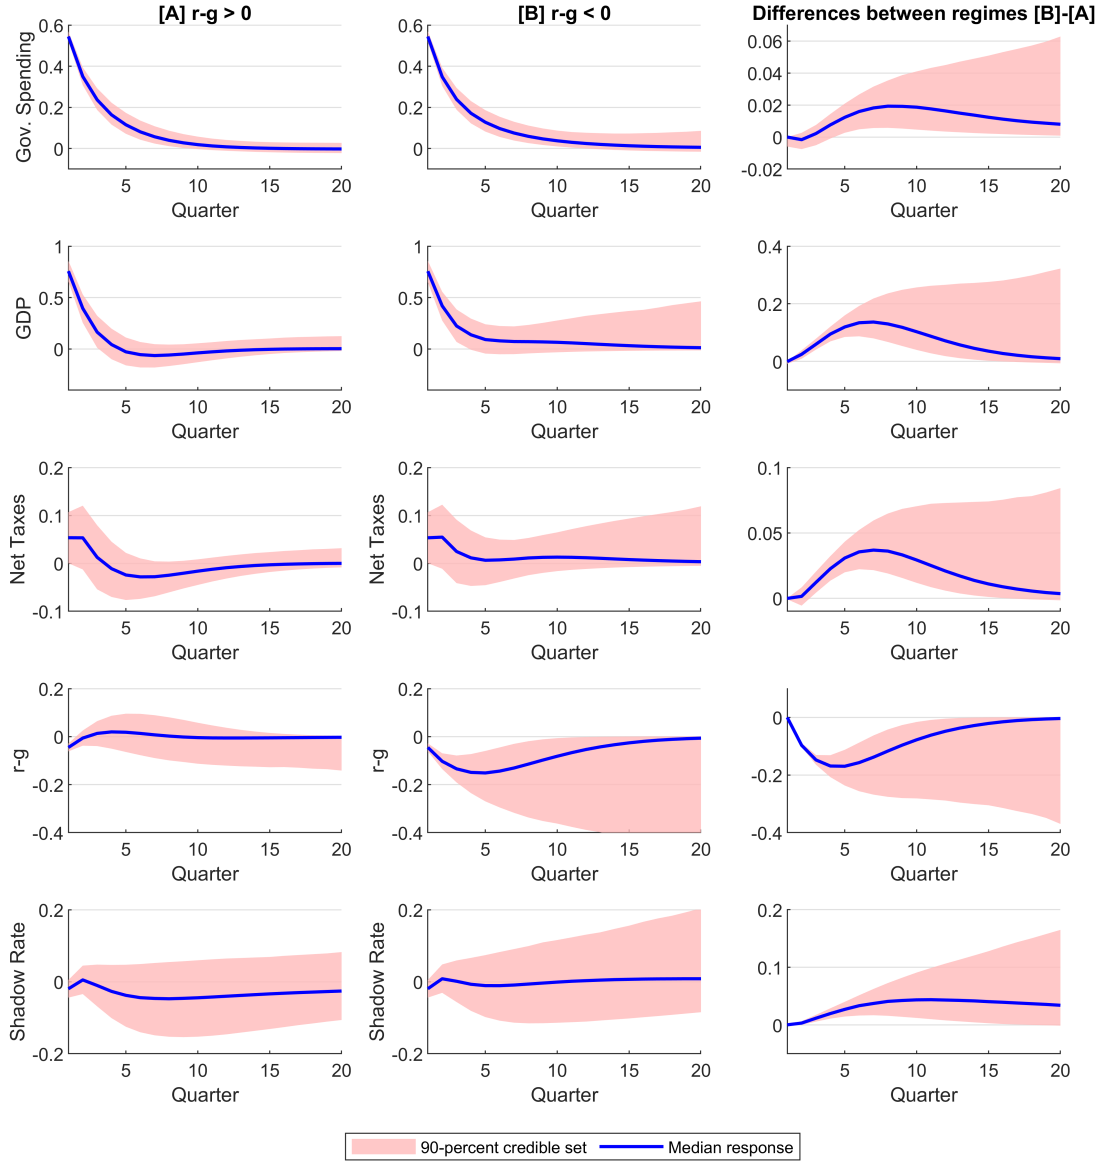 [A] r-g > 0
[B] r-g < 0
Differences between regimes [B]-[A]
Gov. Spending
0.6
0.4
0.2
0
5 10 15 20
Quarter
0.6
0.4
0.2
0
5 10 15 20
Quarter
0.06
0.04
0.02
0
-0.02
5 10 15 20
Quarter
GDP
1
0.5
0
5 10 15 20
Quarter
1
0.5
0
5 10 15 20
Quarter
0.4
0.2
0
5 10 15 20
Quarter
Net Taxes
0.2
0.1
0
-0.1
5 10 15 20
Quarter
Net Taxes
0.2
0.1
0
-0.1
5 10 15 20
Quarter
0.1
0.05
0
5 10 15 20
Quarter
r-g
0.2
0
-0.2
-0.4
5 10 15 20
Quarter
r-g
0.2
0
-0.2
-0.4
5 10 15 20
Quarter
0
-0.2
-0.4
5 10 15 20
Quarter
Shadow Rate
0.2
0
-0.2
5 10 15 20
Quarter
Shadow Rate
0.2
0
-0.2
5 10 15 20
Quarter
0.2
0.1
0
5 10 15 20
Quarter
90-percent credible set
Median response